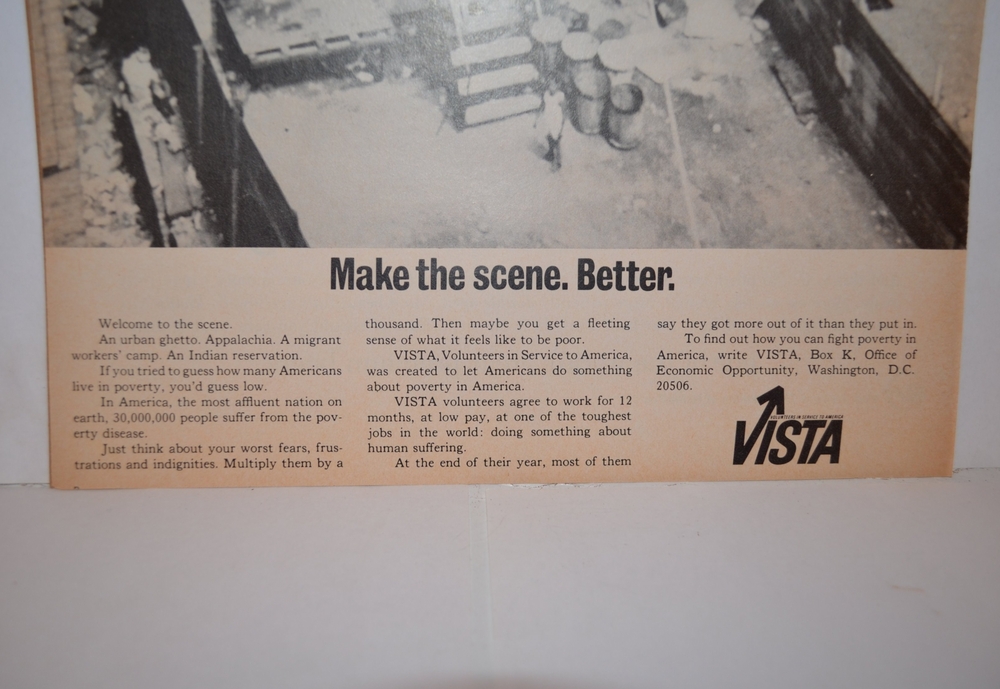 Make the scene. Better.
Welcome to the scene.
An urban ghetto. Appalachia. A migrant
workers' camp. An Indian reservation.
If you tried to guess how many Americans
live in poverty, you'd guess low.
In America, the most affluent nation on
earth, 30,000,000 people suffer from the pov-
erty disease.
Just think about your worst fears, frus-
trations and indignities. Multiply them by a
thousand. Then maybe you get a fleeting
sense of what it feels like to be poor.
VISTA, Volunteers in Service to America,
was created to let Americans do something
about poverty in America.
VISTA volunteers agree to work for 12
months, at low pay, at one of the toughest
jobs in the world: doing something about
human suffering.
At the end of their year, most of them
say they got more out of it than they put in.
To find out how you can fight poverty in
America, write VISTA, Box K, Office of
Economic Opportunity, Washington, D.C.
20506.
VOLUNTEERS IN SERVICE TO AMERICA
VISTA